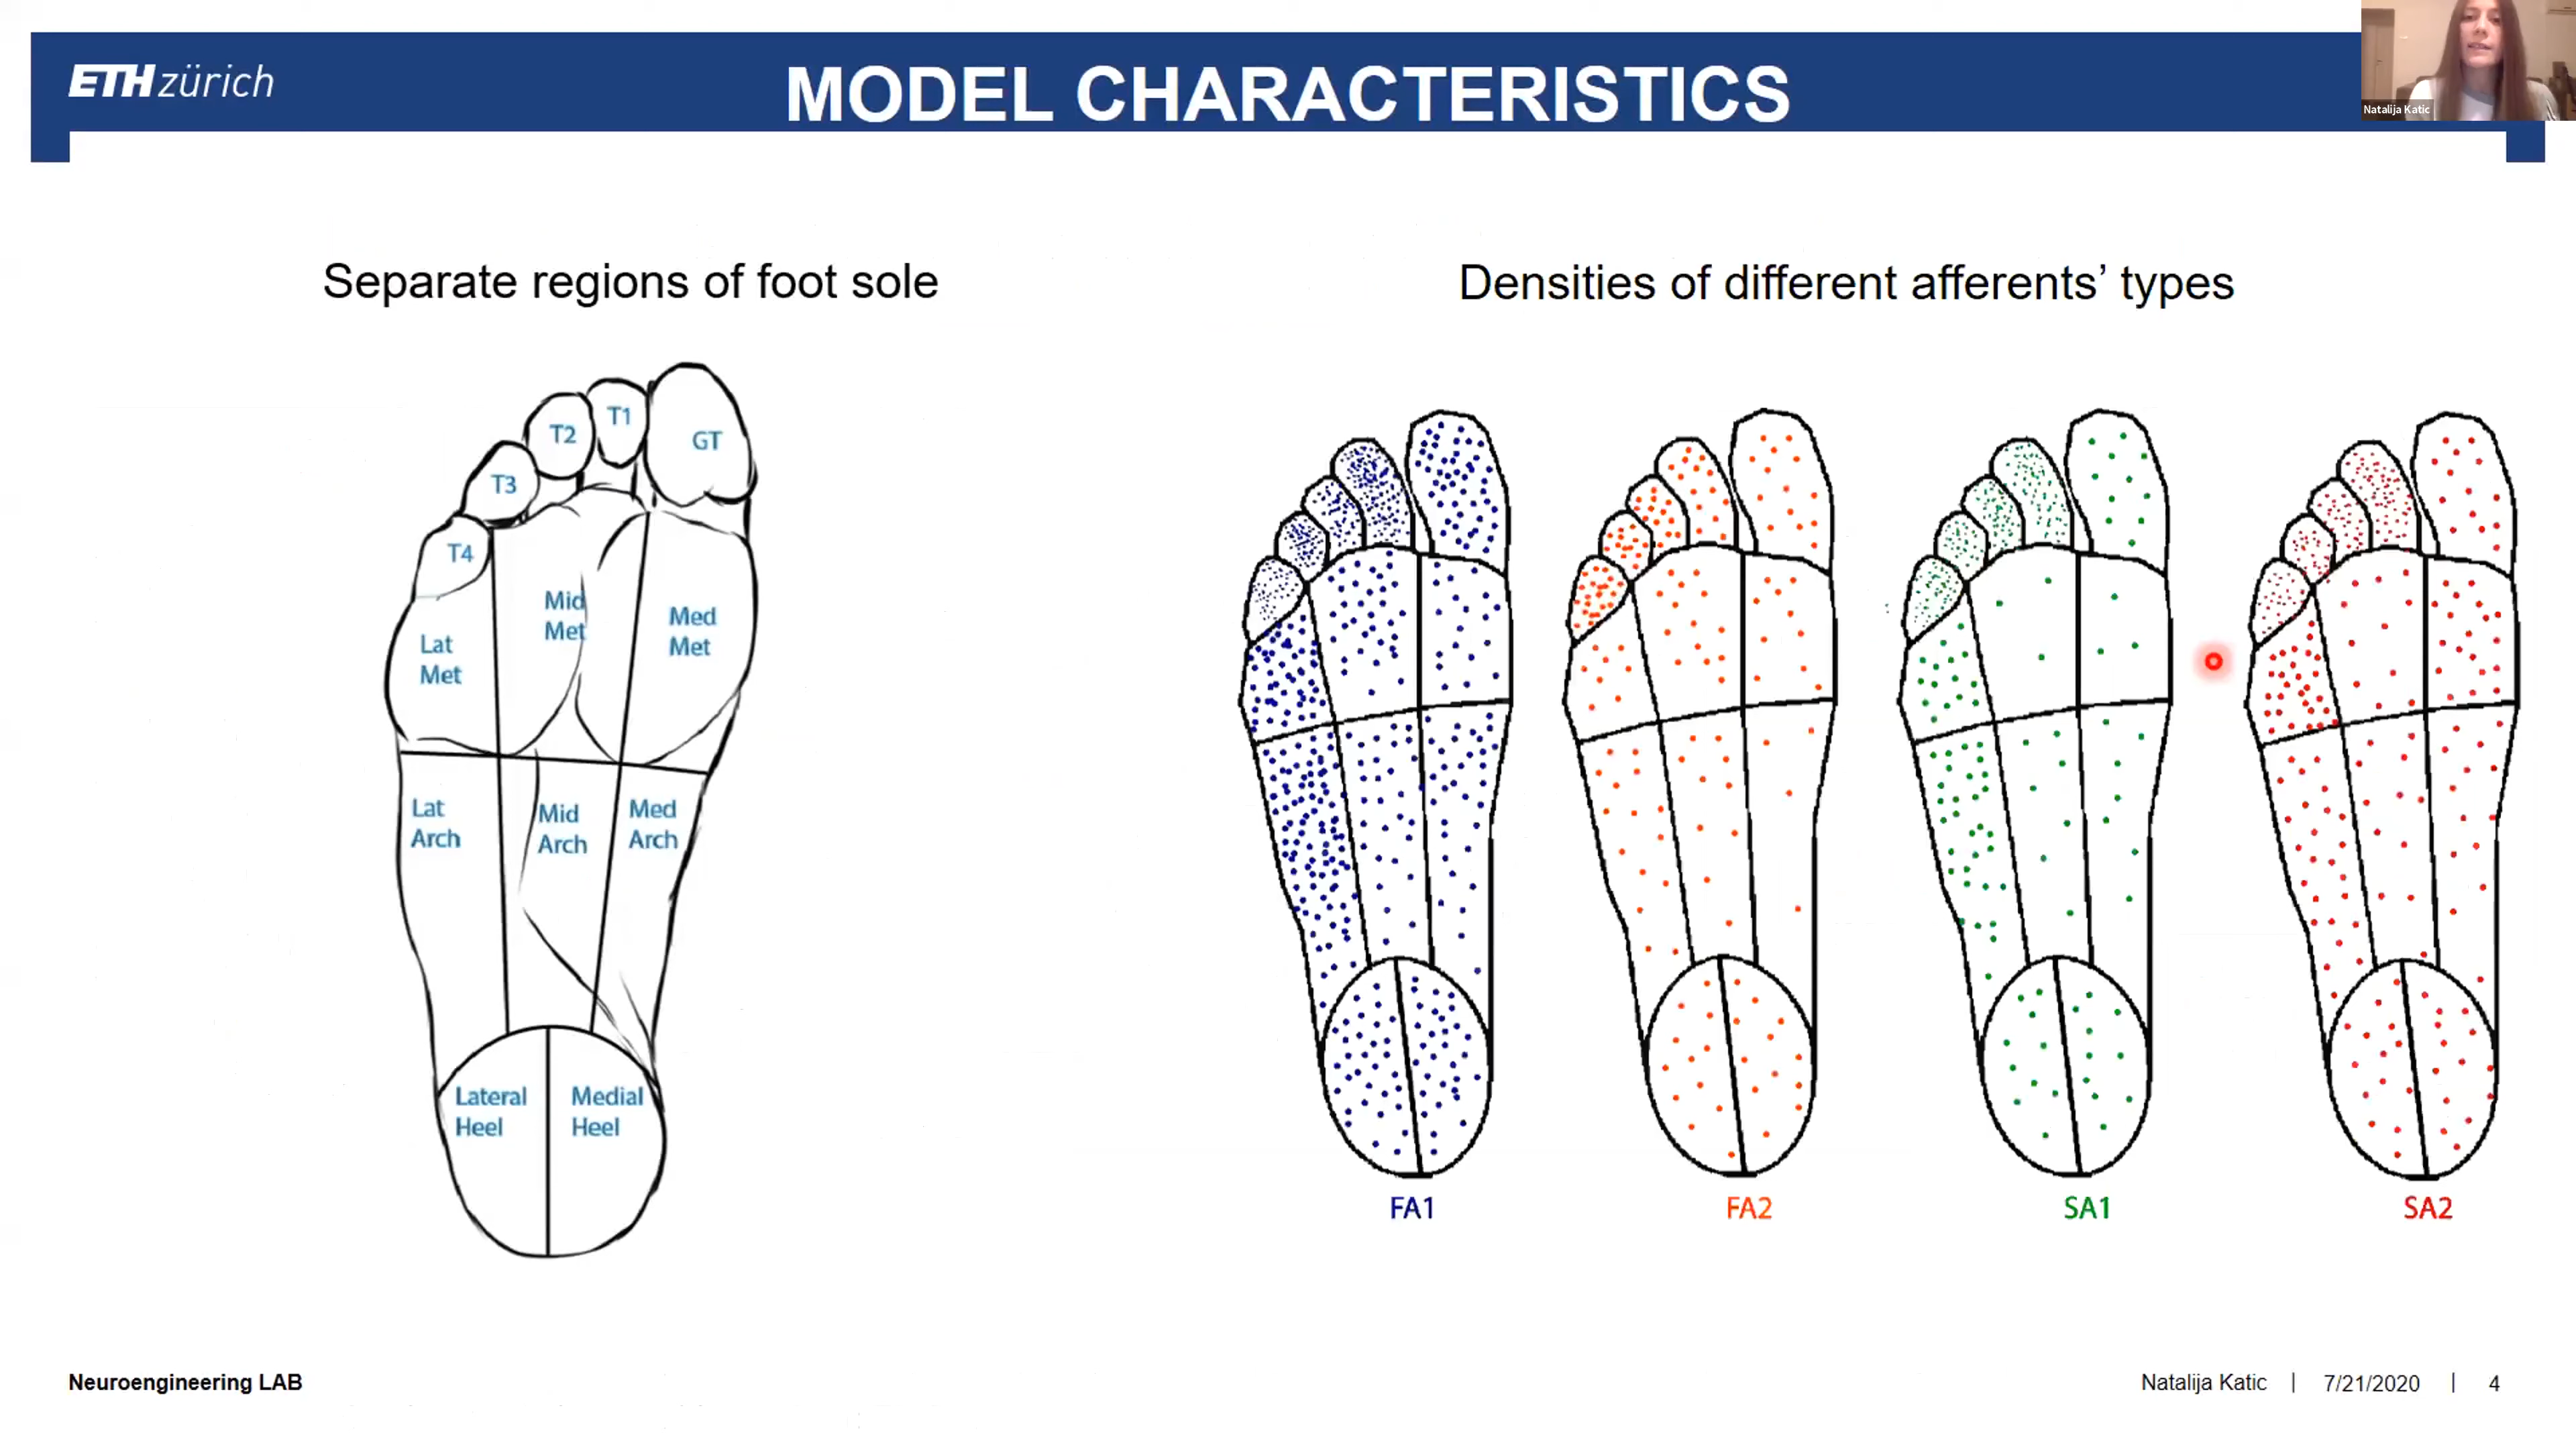 ETH zürich
MODEL CHARACTERISTICS
Natalija Katic
Separate regions of foot sole
Densities of different afferents’ types
T1
T2
GT
T3
T4
Mid
Met
Med
Met
Lat
Met
Lat
Arch
Mid
Arch
Med
Arch
Lateral
Heel
Medial
Heel
FA1
FA2
SA1
SA2
Neuroengineering LAB
Natalija Katic | 7/21/2020 | 4